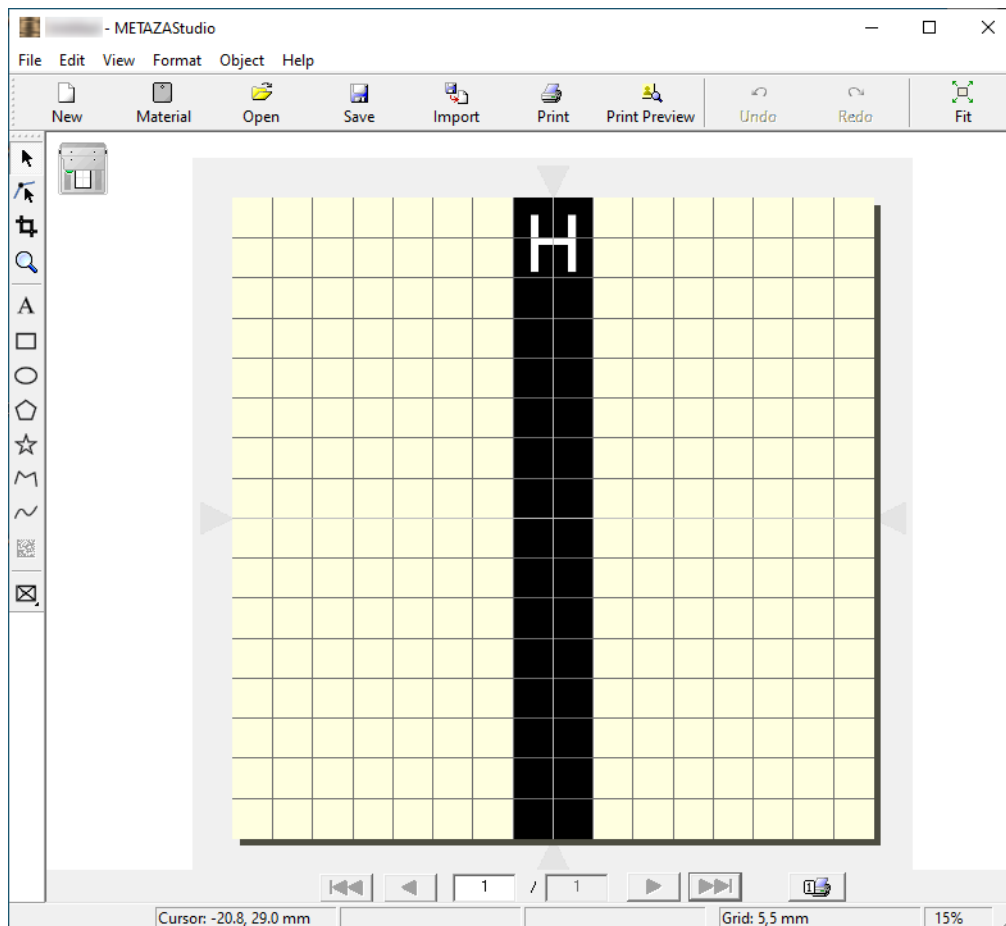 - METAZAStudio
File Edit View Format Object Help
New Material Open Save Import Print Print Preview Undo Redo Fit
A
H
1 / 1
1
Cursor: -20.8, 29.0 mm Grid: 5,5 mm 15%